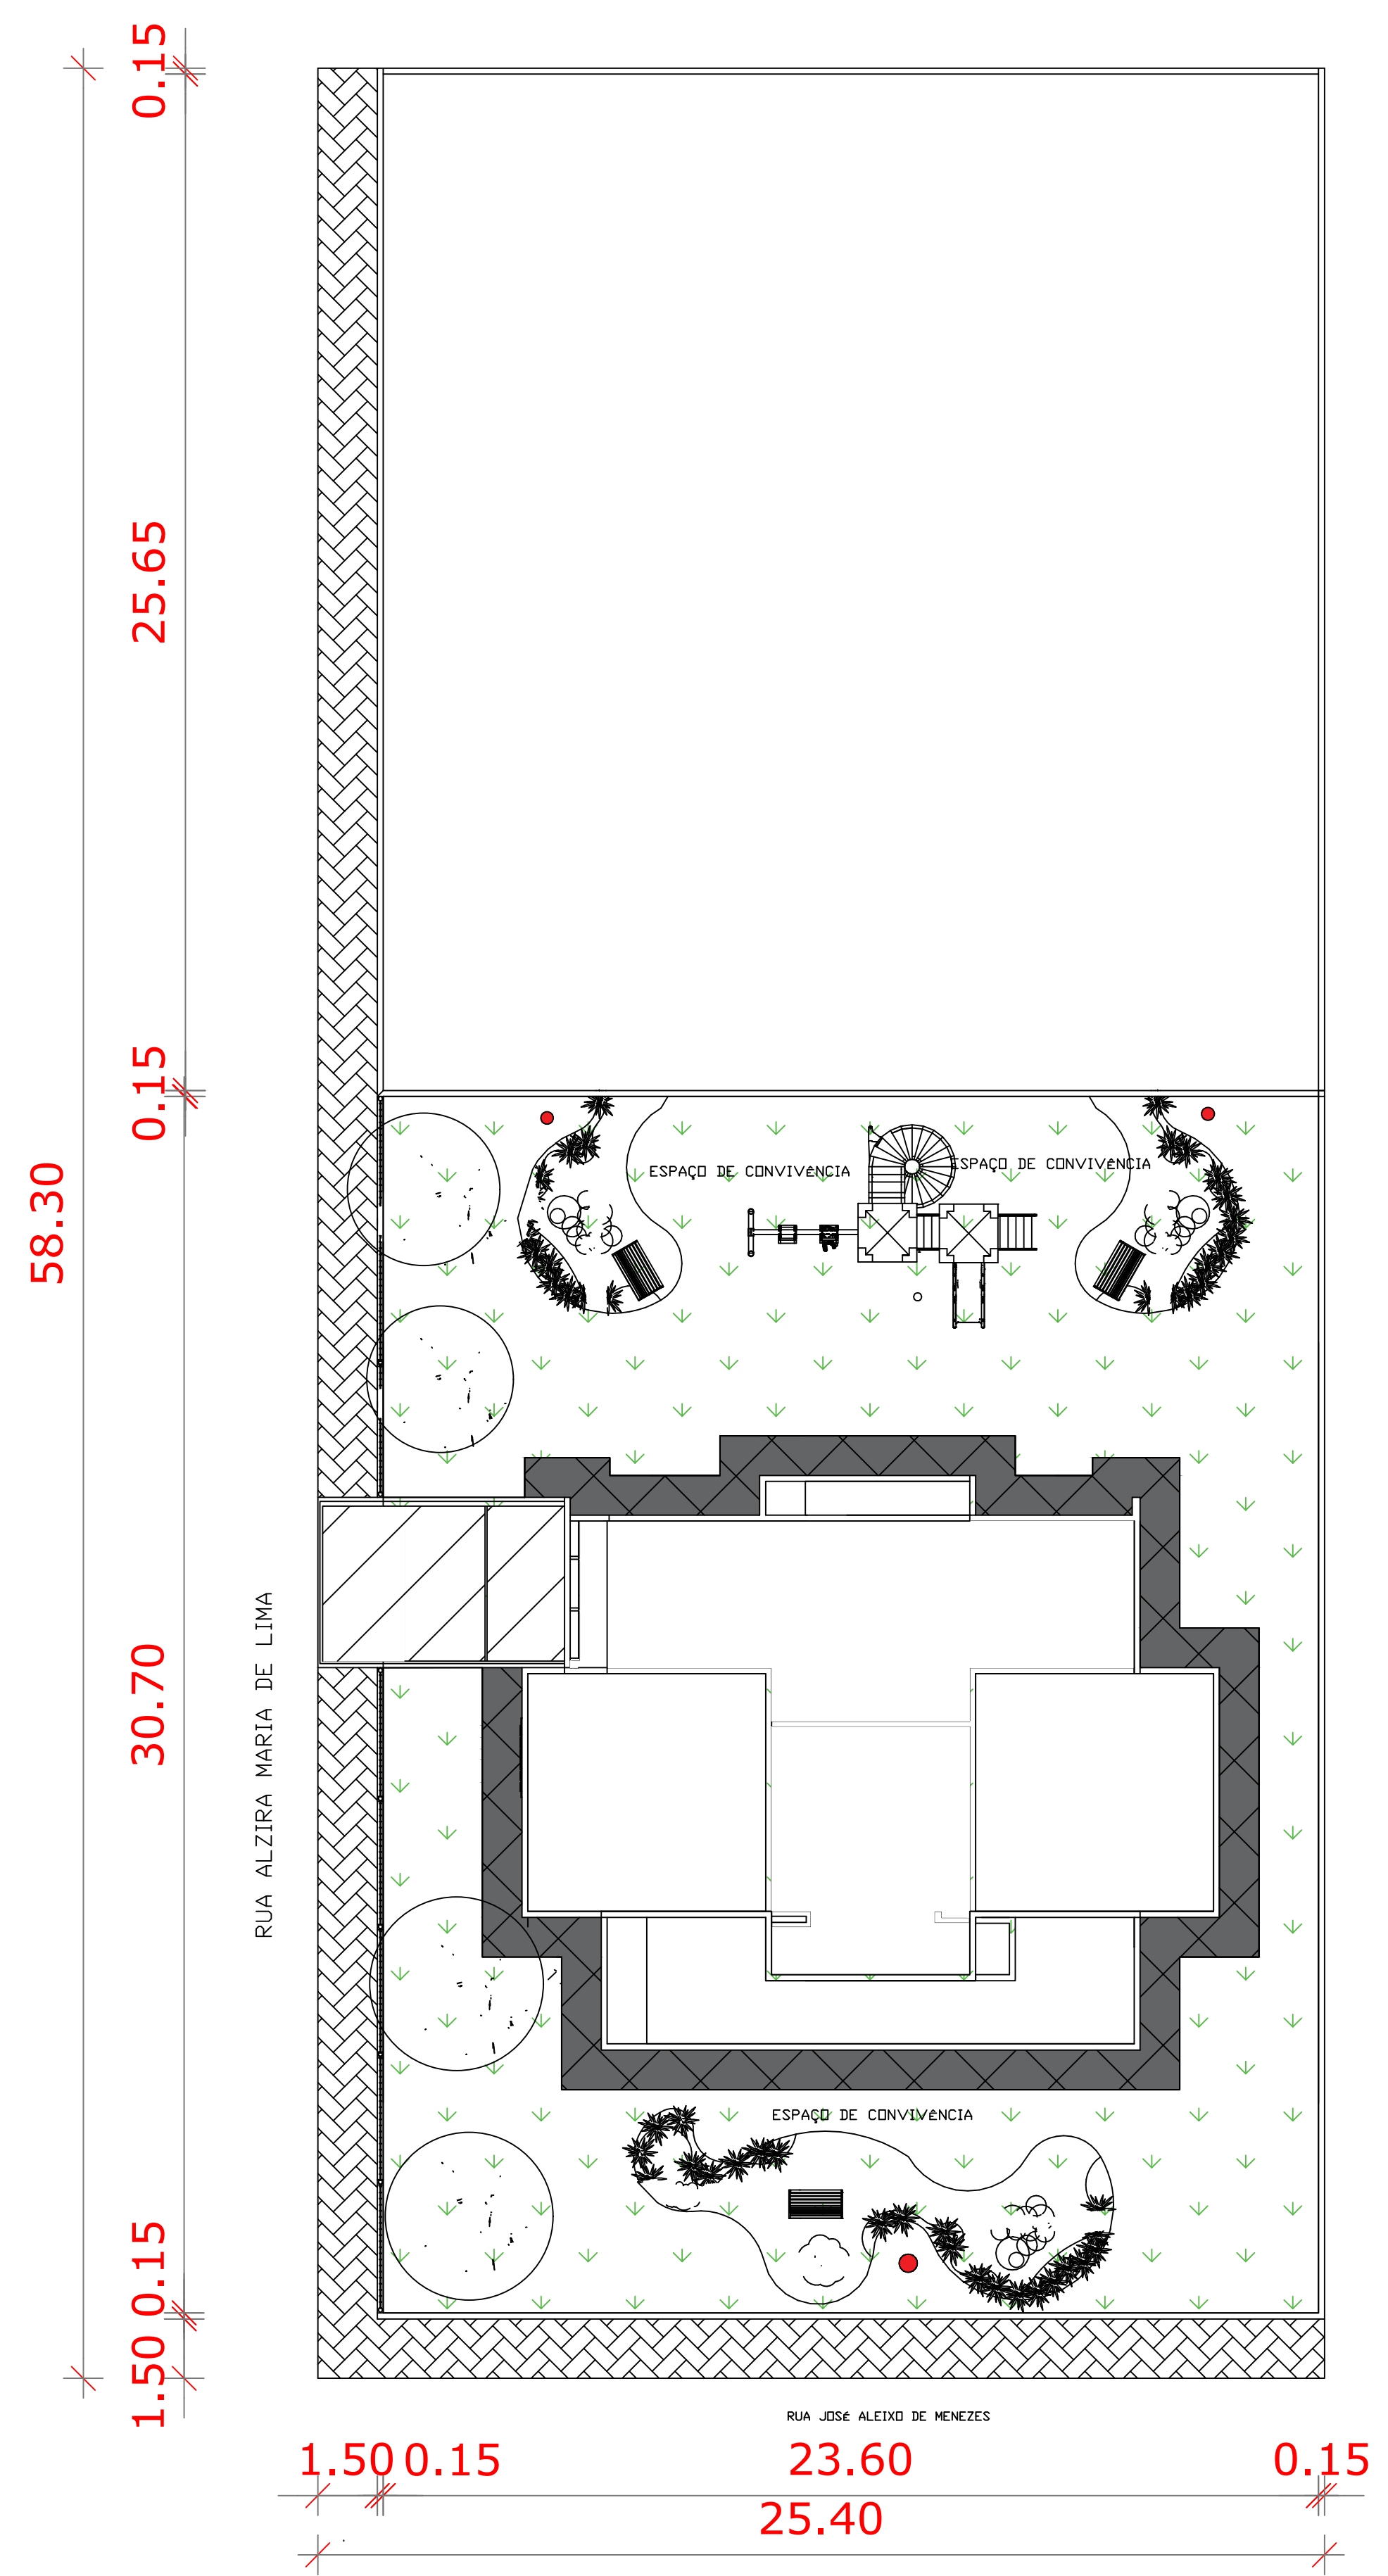 0.15
25.65
0.15
58.30
ESPAÇO DE CONVIVÊNCIA
ESPAÇO DE CONVIVÊNCIA
RUA ALZIRA MARIA DE LIMA
30.70
ESPAÇO DE CONVIVÊNCIA
0.15
1.50
RUA JOSÉ ALEIXO DE MENEZES
1.50 0.15 23.60 0.15
25.40